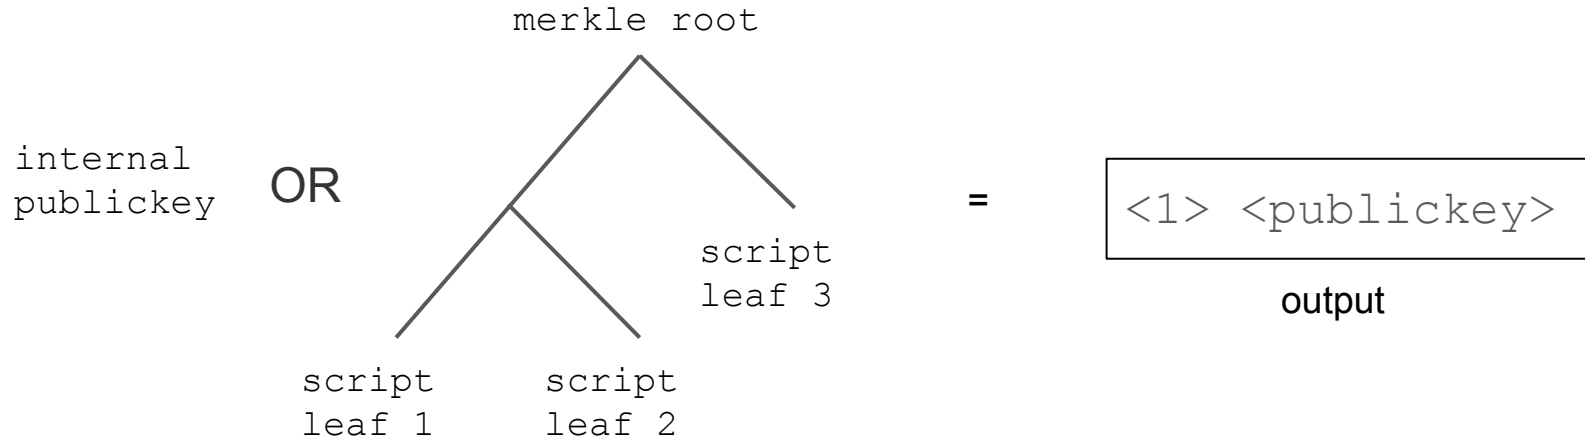 merkle root
internal
publickey
OR
script
leaf 1
script
leaf 2
script
leaf 3
=
<1> <publickey>
output